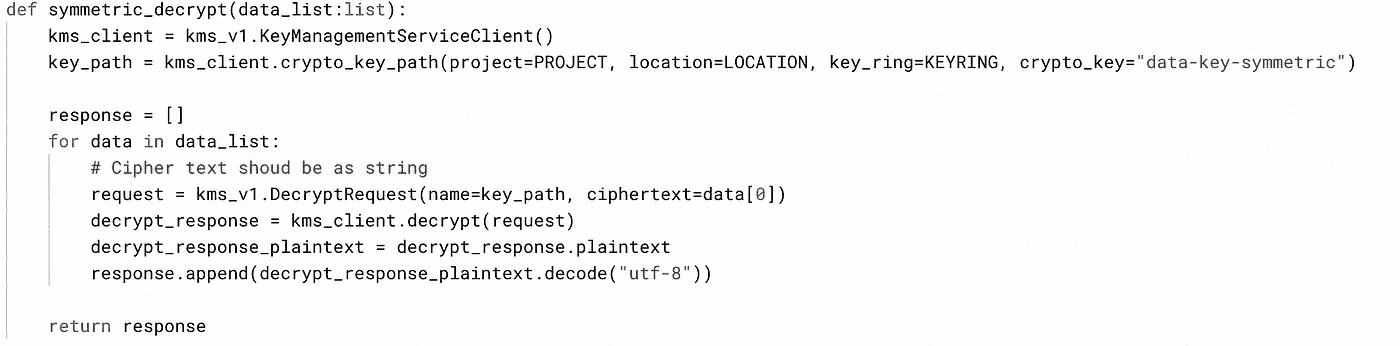 def symmetric_decrypt(data_list:list):
    kms_client = kms_v1.KeyManagementServiceClient()
    key_path = kms_client.crypto_key_path(project=PROJECT, location=LOCATION, key_ring=KEYRING, crypto_key="data-key-symmetric")

    response = []
    for data in data_list:
        # Cipher text shoud be as string
        request = kms_v1.DecryptRequest(name=key_path, ciphertext=data[0])
        decrypt_response = kms_client.decrypt(request)
        decrypt_response_plaintext = decrypt_response.plaintext
        response.append(decrypt_response_plaintext.decode("utf-8"))

    return response